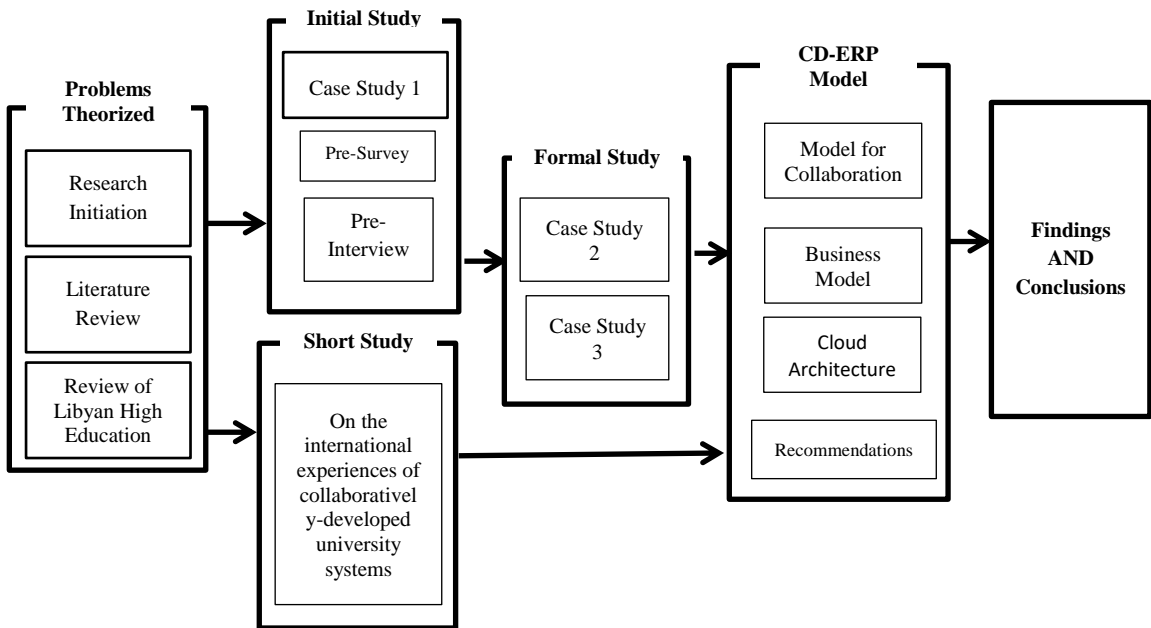 Problems
Theorized
Research
Initiation
Literature
Review
Review of
Libyan High
Education
Initial Study
Case Study 1
Pre-Survey
Pre-
Interview
Short Study
On the
international
experiences of
collaborativel
y-developed
university
systems
Formal Study
Case Study
2
Case Study
3
CD-ERP
Model
Model for
Collaboration
Business
Model
Cloud
Architecture
Recommendations
Findings
AND
Conclusions